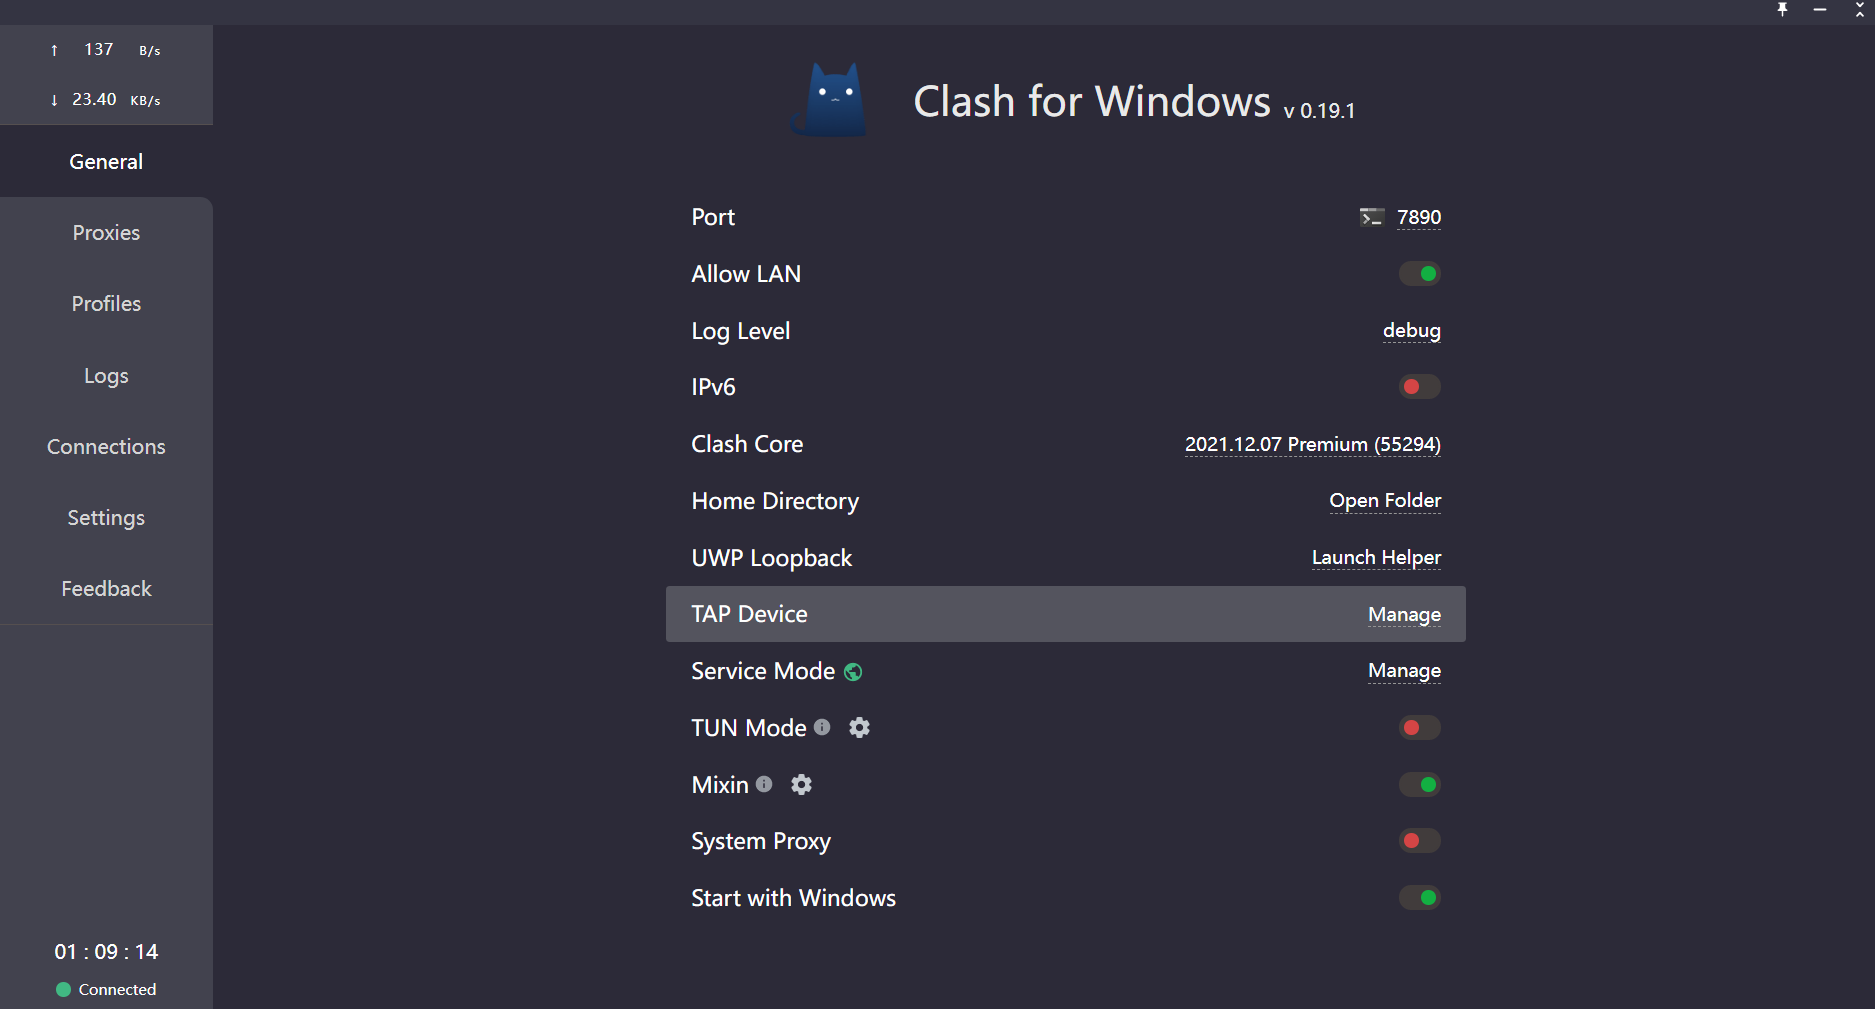 ↑ 137 B/s
↓ 23.40 KB/s
General
Proxies
Profiles
Logs
Connections
Settings
Feedback
01 : 09 : 14
Connected
Clash for Windows v 0.19.1
Port 7890
Allow LAN
Log Level debug
IPv6
Clash Core 2021.12.07 Premium (55294)
Home Directory Open Folder
UWP Loopback Launch Helper
TAP Device Manage
Service Mode Manage
TUN Mode
Mixin
System Proxy
Start with Windows